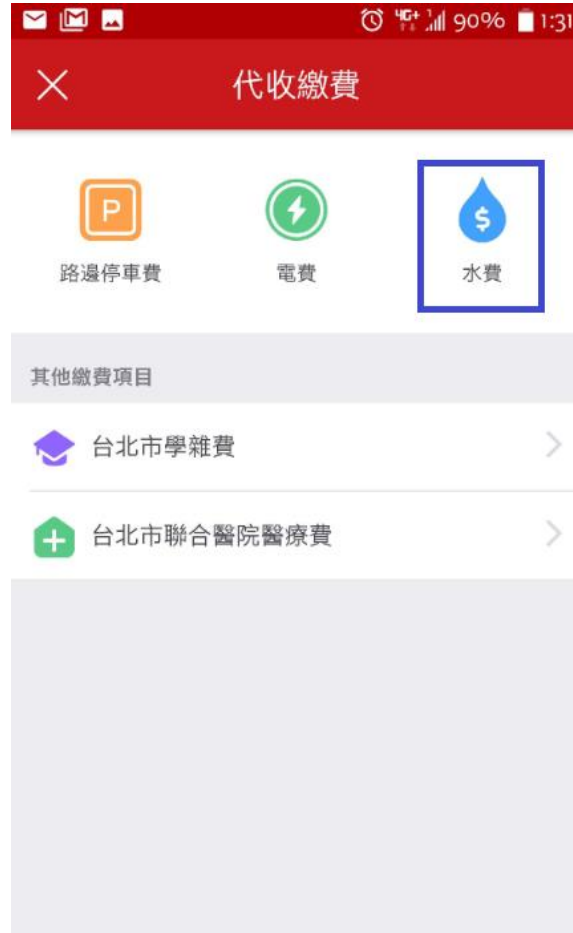 4G+ 90% 1:31
代收繳費
P
路邊停車費 電費 $ 水費
其他繳費項目
台北市學雜費
台北市聯合醫院醫療費